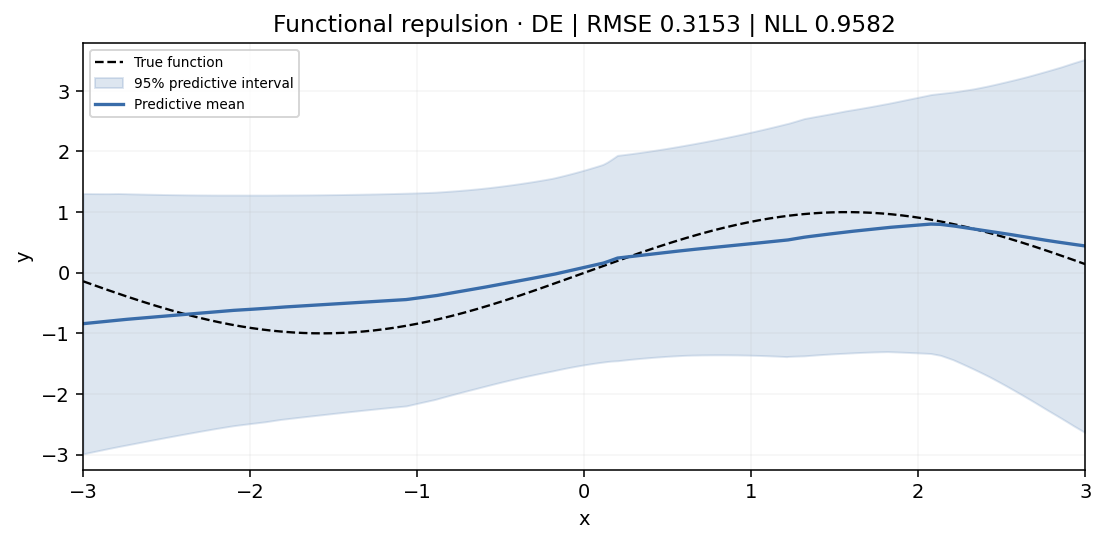 Functional repulsion · DE | RMSE 0.3153 | NLL 0.9582
True function
95% predictive interval
Predictive mean
3
2
1
0
−1
−2
−3
y
−3
−2
−1
0
1
2
3
x